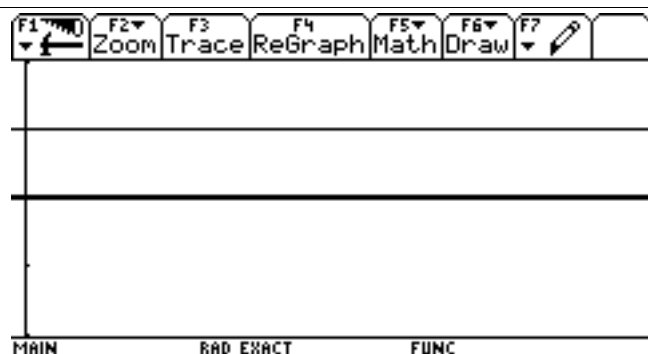 F1 F2 F3 F4 F5 F6 F7
Zoom Trace ReGraph Math Draw
MAIN RAD EXACT FUNC